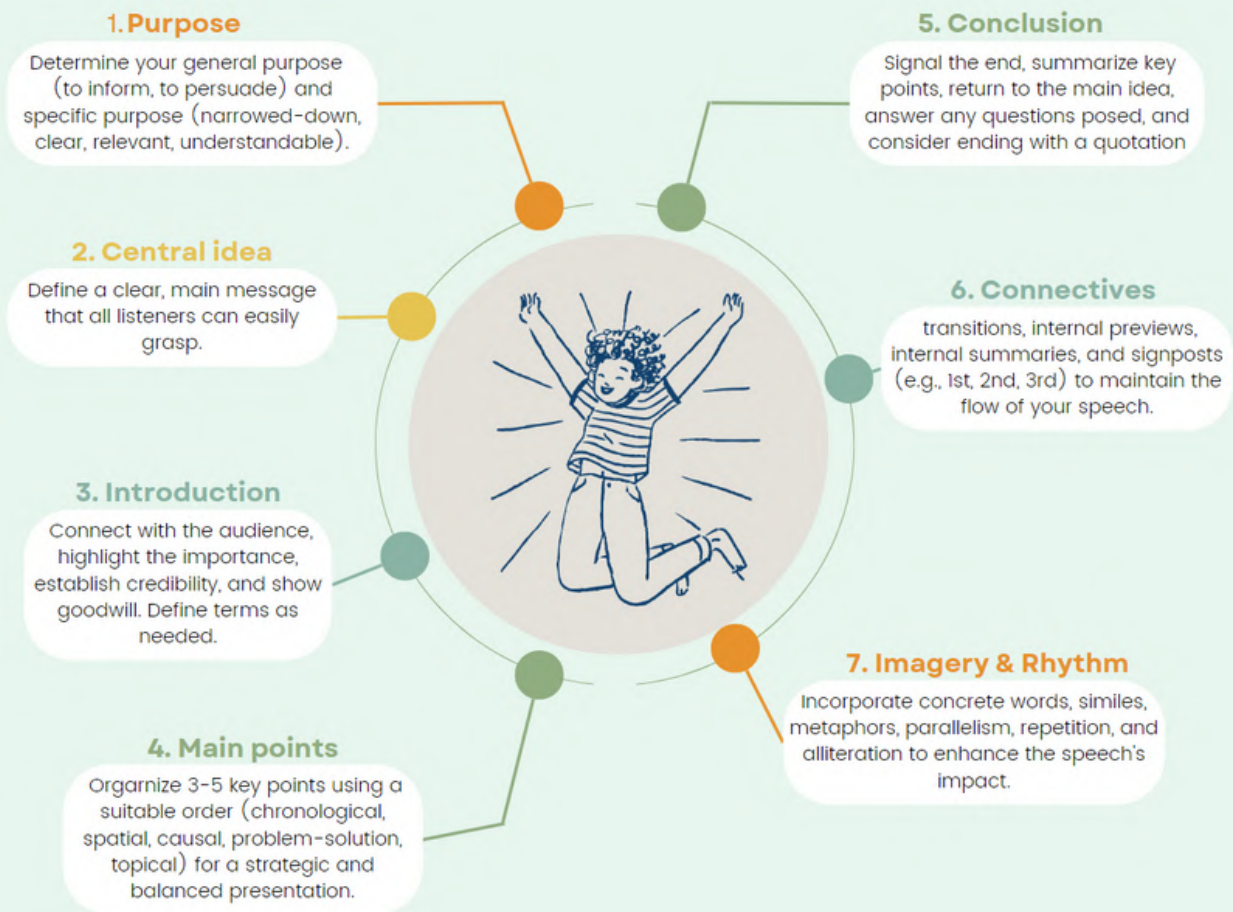 1. Purpose
Determine your general purpose
(to inform, to persuade) and
specific purpose (narrowed-down,
clear, relevant, understandable).
2. Central idea
Define a clear, main message
that all listeners can easily
grasp.
3. Introduction
Connect with the audience,
highlight the importance,
establish credibility, and show
goodwill. Define terms as
needed.
4. Main points
Orgarnize 3-5 key points using a
suitable order (chronological,
spatial, causal, problem-solution,
topical) for a strategic and
balanced presentation.
5. Conclusion
Signal the end, summarize key
points, return to the main idea,
answer any questions posed, and
consider ending with a quotation
6. Connectives
transitions, internal previews,
internal summaries, and signposts
(e.g., 1st, 2nd, 3rd) to maintain the
flow of your speech.
7. Imagery & Rhythm
Incorporate concrete words, similes,
metaphors, parallelism, repetition, and
alliteration to enhance the speech's
impact.